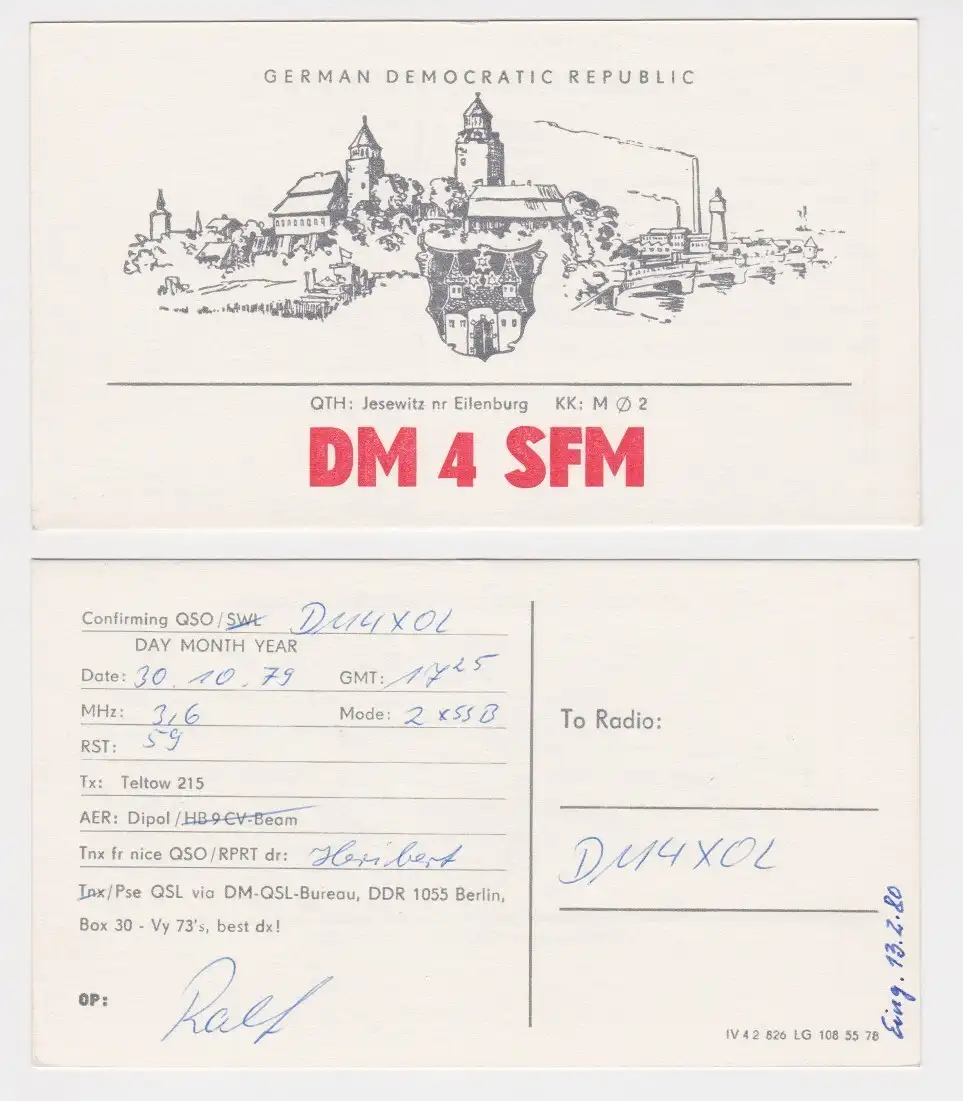 GERMAN DEMOCRATIC REPUBLIC
QTH: Jesewitz nr Eilenburg KK: M Ø 2
DM 4 SFM
Confirming QSO/SWL DM4XOL
DAY MONTH YEAR
Date: 30. 10. 79 GMT: 17 25
MHz: 3,6 Mode: 2 x SSB
RST: 59
Tx: Teltow 215
AER: Dipol/HB9CV-Beam
Tnx fr nice QSO/RPRT dr: Heribert
Tnx/Pse QSL via DM-QSL-Bureau, DDR 1055 Berlin,
Box 30 - Vy 73's, best dx!
OP: Ralf
To Radio:
DM4XOL
IV 4 2 826 LG 108 55 78
Eing. 13.2.80